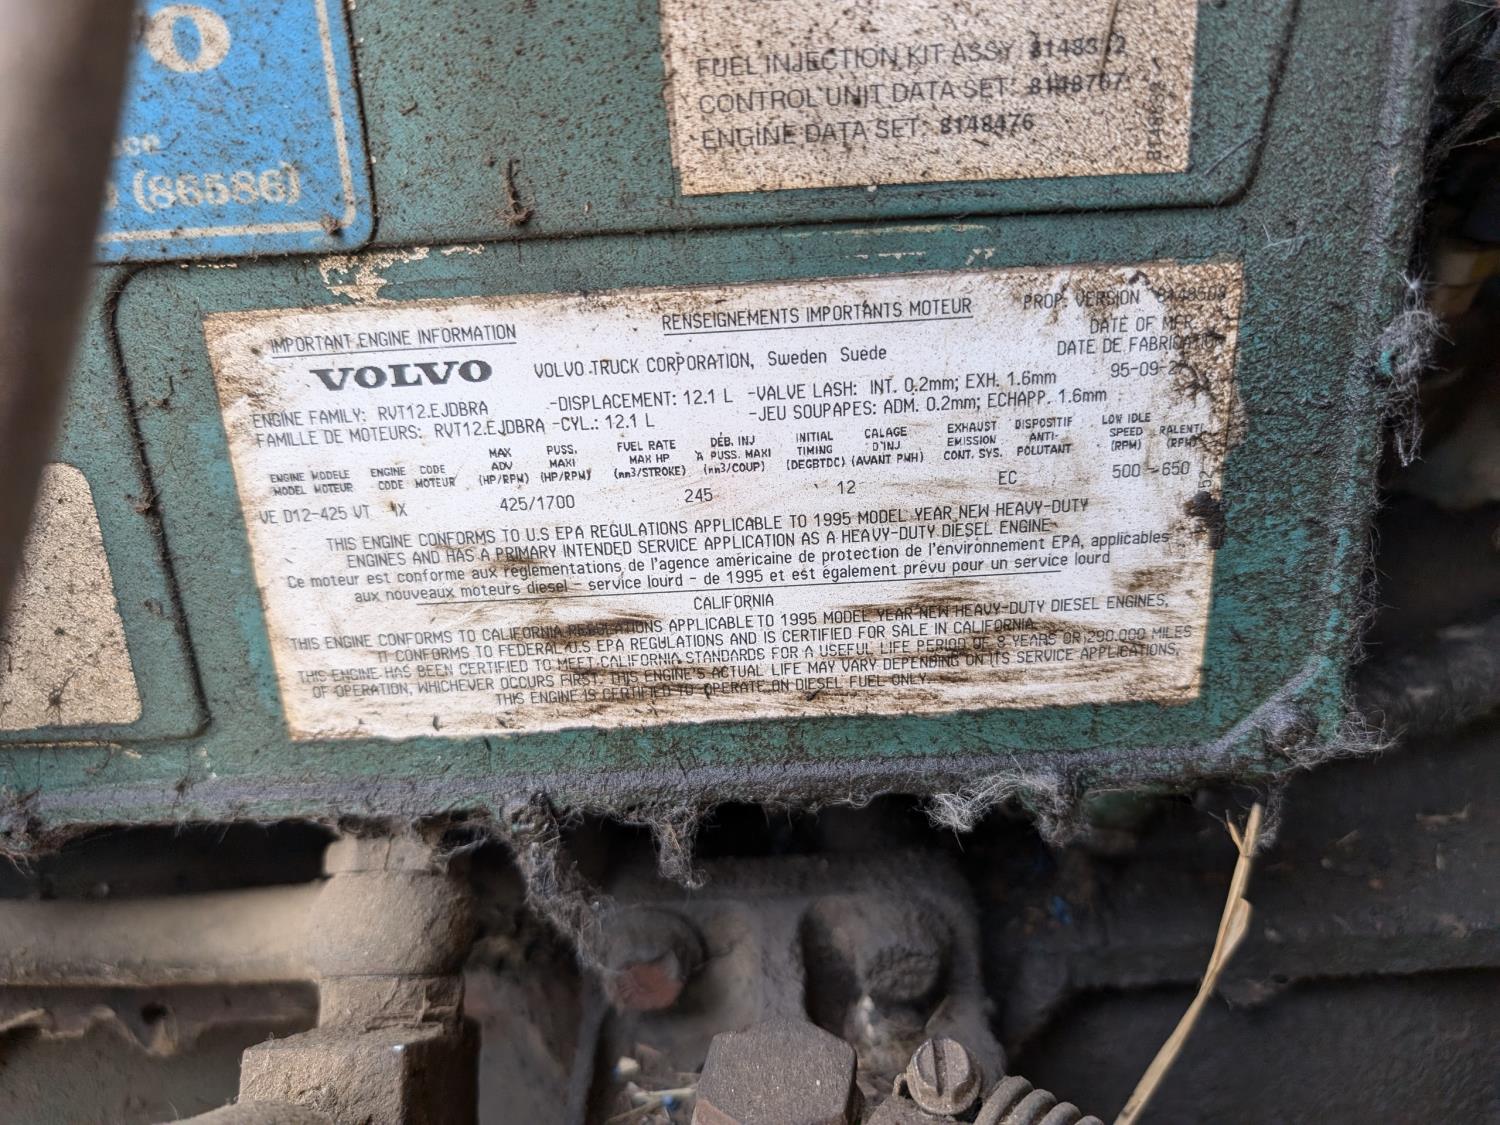 (86586)
FUEL INJECTION KIT ASSY
CONTROL UNIT DATA SET: 8148767
ENGINE DATA SET: 8148476
IMPORTANT ENGINE INFORMATION
RENSEIGNEMENTS IMPORTANTS MOTEUR
PROP. VERSION
VOLVO
VOLVO TRUCK CORPORATION, Sweden Suède
DATE OF MFR
DATE DE
95-09-2
ENGINE FAMILY: RVT12.EJDBRA -DISPLACEMENT: 12.1 L -VALVE LASH: INT. 0.2mm; EXH. 1.6mm
FAMILLE DE MOTEURS: RVT12.EJDBRA -CYL.: 12.1 L -JEU SOUPAPES: ADM. 0.2mm; ECHAPP. 1.6mm
ENGINE MODELE ENGINE CODE MAX PUSS. FUEL RATE DÉB. INJ INITIAL CALAGE EXHAUST DISPOSITIF LOW IDLE
MODEL MOTEUR CODE MOTEUR ADV MAXI MAX HP À PUSS. MAXI TIMING D'INJ EMISSION ANTI- SPEED RALENTI
(HP/RPM) (HP/RPM) (mm3/STROKE) (mm3/COUP) (DEGBTDC) (AVANT PMH) CONT. SYS. POLUTANT (RPM) (RPM)
VE D12-425 VT IX 425/1700 245 12 EC 500-650
THIS ENGINE CONFORMS TO U.S EPA REGULATIONS APPLICABLE TO 1995 MODEL YEAR NEW HEAVY-DUTY
ENGINES AND HAS A PRIMARY INTENDED SERVICE APPLICATION AS A HEAVY-DUTY DIESEL ENGINE
Ce moteur est conforme aux réglementations de l'agence américaine de protection de l'énvironnement EPA, applicables
aux nouveaux moteurs diesel - service lourd - de 1995 et est également prévu pour un service lourd
CALIFORNIA
THIS ENGINE CONFORMS TO CALIFORNIA REGULATIONS APPLICABLE TO 1995 MODEL YEAR NEW HEAVY-DUTY DIESEL ENGINES,
IT CONFORMS TO FEDERAL U.S EPA REGULATIONS AND IS CERTIFIED FOR SALE IN CALIFORNIA.
THIS ENGINE HAS BEEN CERTIFIED TO MEET CALIFORNIA STANDARDS FOR A USEFUL LIFE PERIOD OF 8 YEARS OR 290.000 MILES
OF OPERATION, WHICHEVER OCCURS FIRST. THIS ENGINE'S ACTUAL LIFE MAY VARY DEPENDING ON ITS SERVICE APPLICATIONS,
THIS ENGINE IS CERTIFIED TO OPERATE ON DIESEL FUEL ONLY.